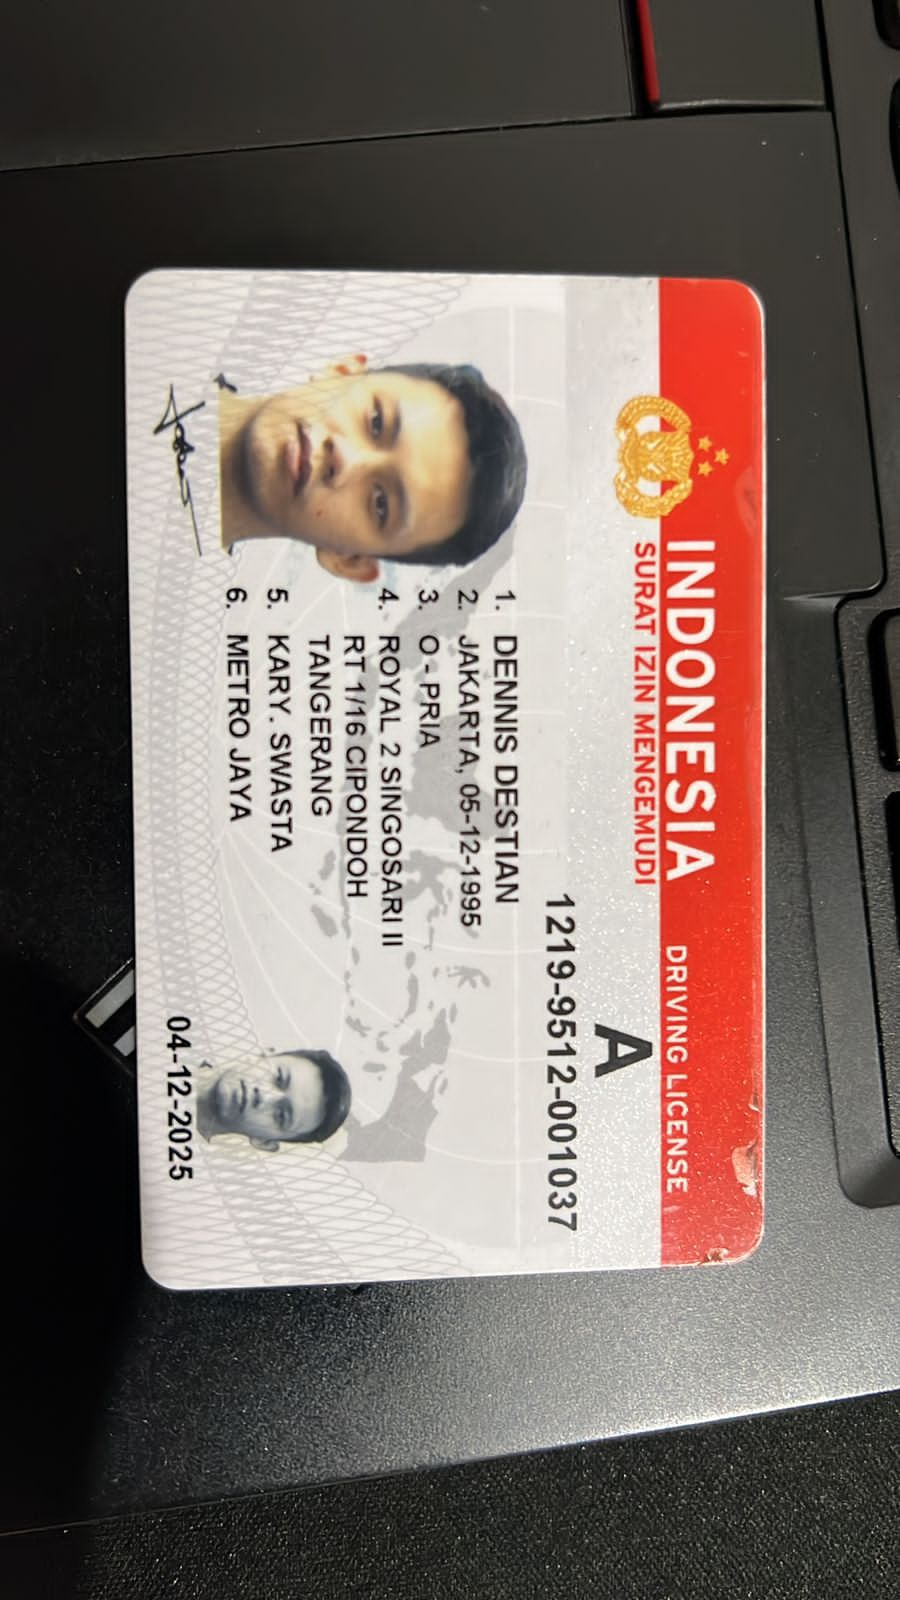 INDONESIA DRIVING LICENSE
SURAT IZIN MENGEMUDI
A
1219-9512-001037
1. DENNIS DESTIAN
2. JAKARTA, 05-12-1995
3. O - PRIA
4. ROYAL 2 SINGOSARI II
RT 1/16 CIPONDOH
TANGERANG
5. KARY. SWASTA
6. METRO JAYA
04-12-2025